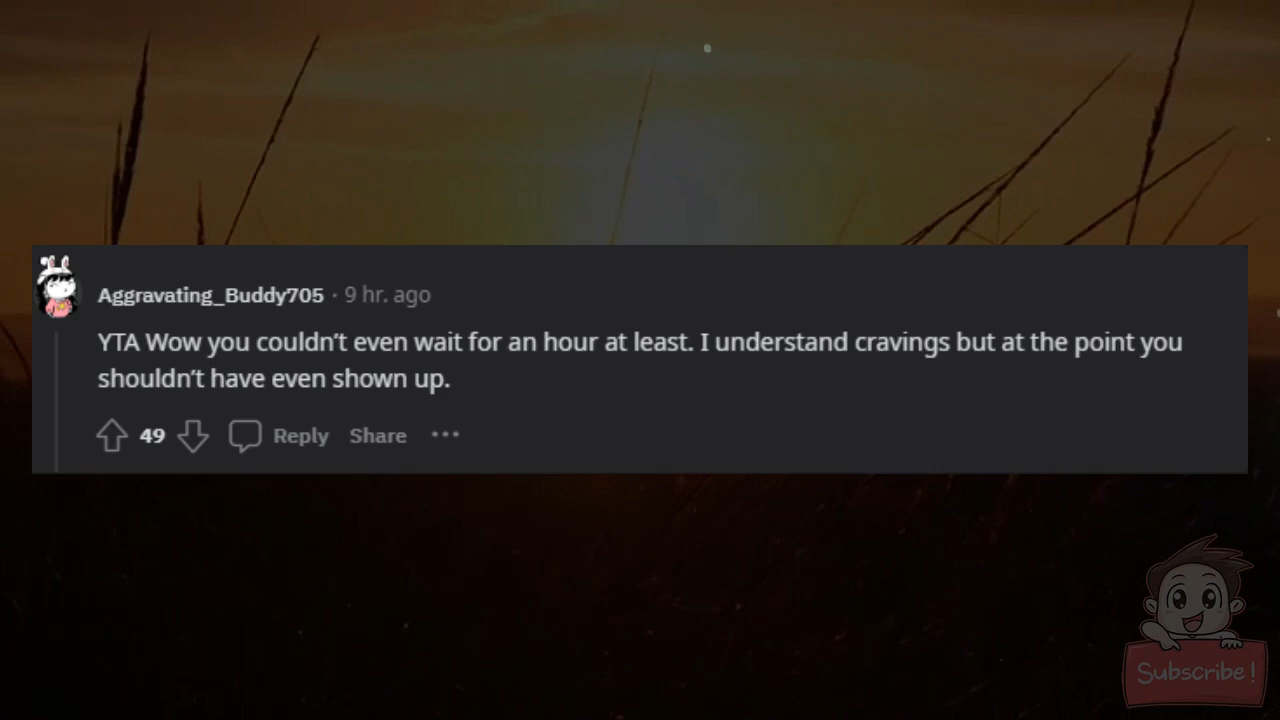 Aggravating_Buddy705 · 9 hr. ago
YTA Wow you couldn’t even wait for an hour at least. I understand cravings but at the point you
shouldn’t have even shown up.
49 Reply Share ···
Subscribe!